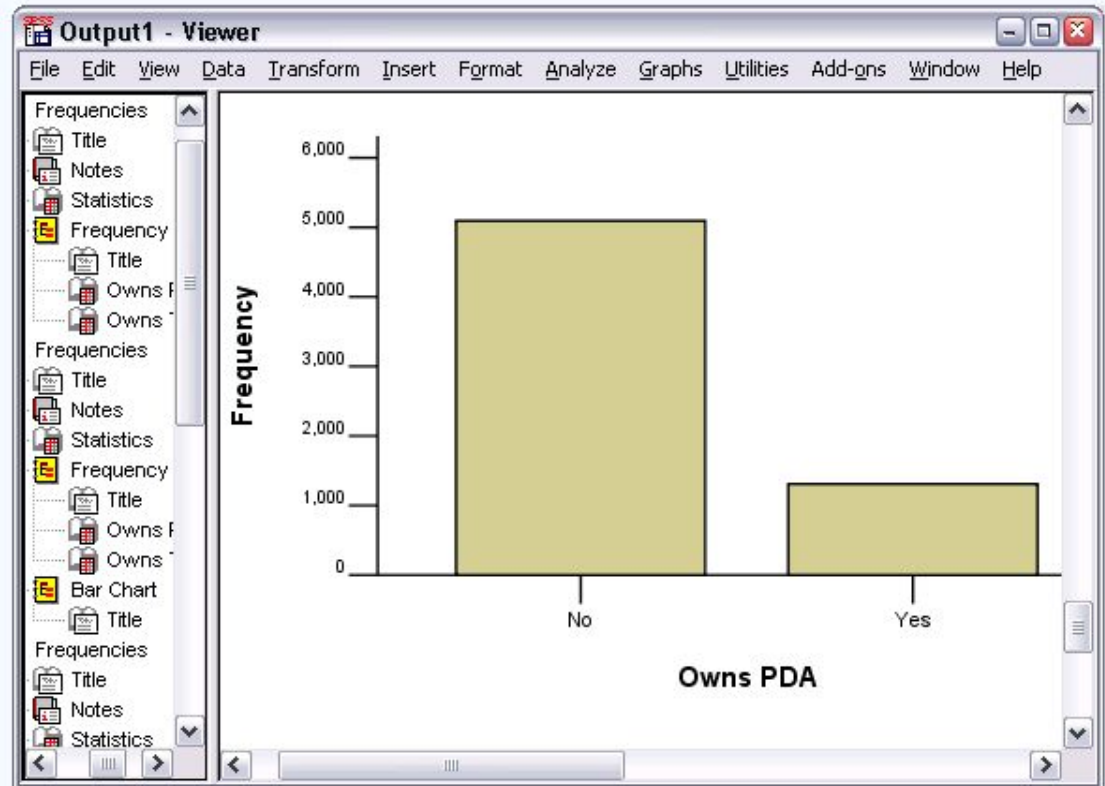 Output1 - Viewer
File Edit View Data Transform Insert Format Analyze Graphs Utilities Add-ons Window Help
Frequencies
Title
Notes
Statistics
Frequency
Title
Owns
Owns
Frequencies
Title
Notes
Statistics
Frequency
Title
Owns
Owns
Bar Chart
Title
Frequencies
Title
Notes
Statistics
6,000
5,000
4,000
3,000
2,000
1,000
0
Frequency
No Yes
Owns PDA